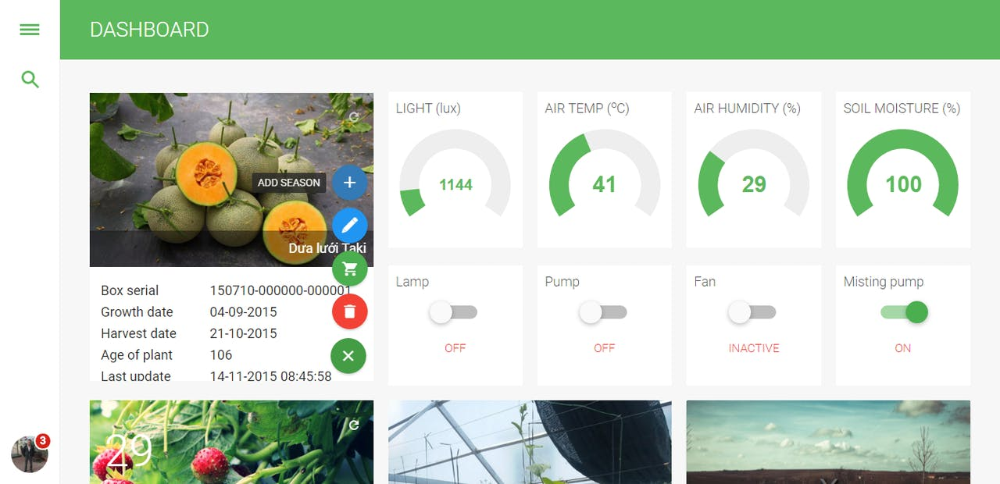 DASHBOARD
ADD SEASON
Dưa lưới Taki
Box serial 150710-000000-000001
Growth date 04-09-2015
Harvest date 21-10-2015
Age of plant 106
Last update 14-11-2015 08:45:58
LIGHT (lux)
1144
AIR TEMP (ºC)
41
AIR HUMIDITY (%)
29
SOIL MOISTURE (%)
100
Lamp
OFF
Pump
OFF
Fan
INACTIVE
Misting pump
ON
29
3